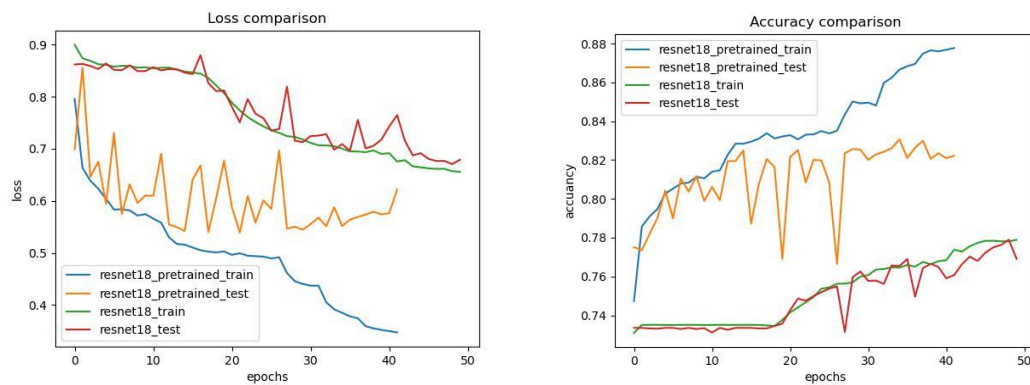 Loss comparison
0.9
0.8
0.7
0.6
0.5
0.4
loss
resnet18_pretrained_train
resnet18_pretrained_test
resnet18_train
resnet18_test
0
10
20
30
40
50
epochs
Accuracy comparison
0.88
0.86
0.84
0.82
0.80
0.78
0.76
0.74
accuancy
resnet18_pretrained_train
resnet18_pretrained_test
resnet18_train
resnet18_test
0
10
20
30
40
50
epochs